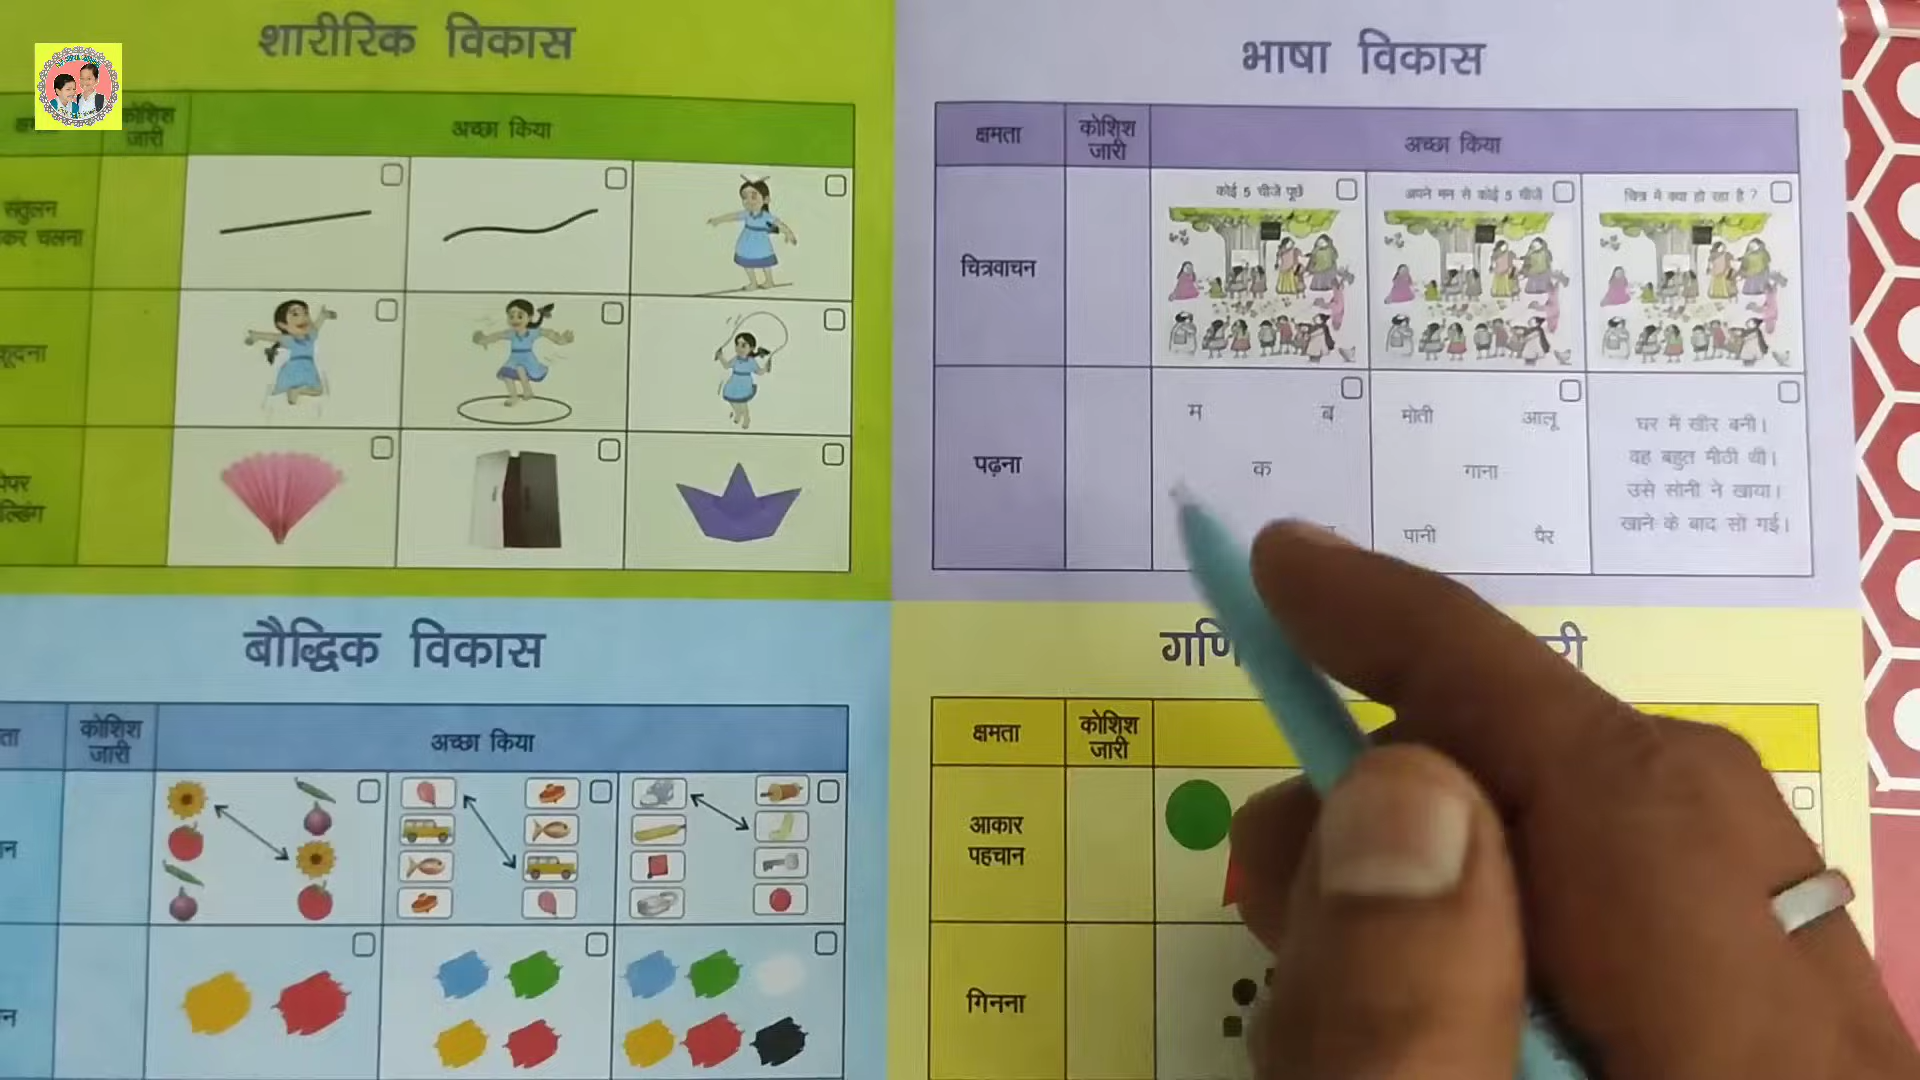 शारीरिक विकास
कोशिश
जारी
अच्छा किया
संतुलन
कर चलना
कूदना
पेपर
भाषा विकास
क्षमता
कोशिश
जारी
अच्छा किया
चित्रवाचन
कोई 5 चीजें पूछें
अपने मन से कोई 5 चीजें
चित्र में क्या हो रहा है ?
पढ़ना
म ब
क
मोती आलू
गाना
पानी पैर
घर में खीर बनी।
वह बहुत मीठी थी।
उसे सोनी ने खाया।
खाने के बाद सो गई।
बौद्धिक विकास
कोशिश
जारी
अच्छा किया
क्षमता
कोशिश
जारी
आकार
पहचान
गिनना